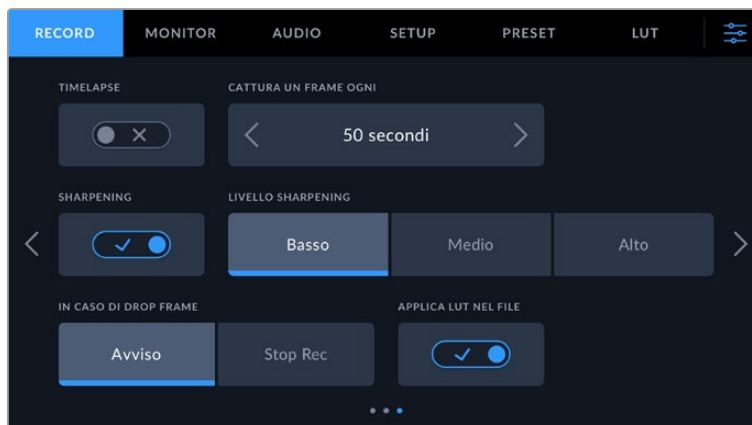 RECORD MONITOR AUDIO SETUP PRESET LUT
TIMELAPSE CATTURA UN FRAME OGNI
50 secondi
SHARPENING LIVELLO SHARPENING
Basso Medio Alto
IN CASO DI DROP FRAME APPLICA LUT NEL FILE
Avviso Stop Rec